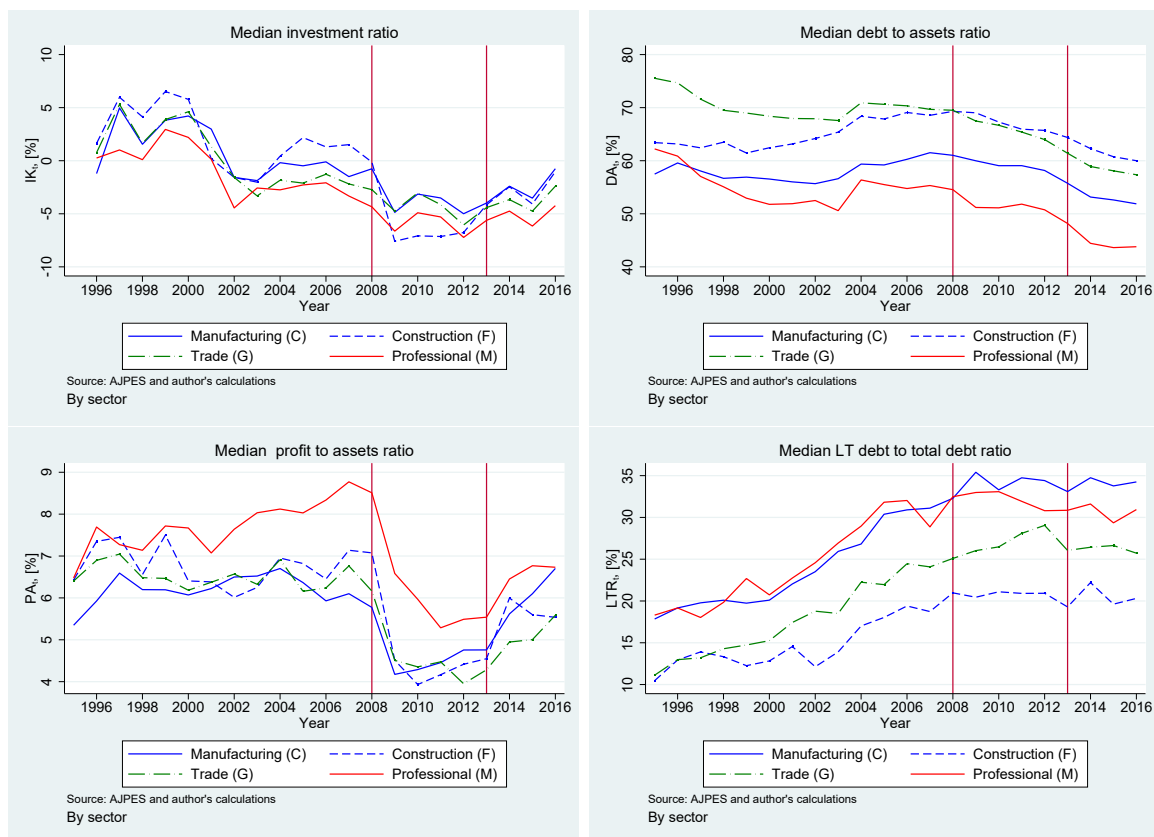 Median investment ratio
IKₜ, [%]
10
5
0
-5
-10
1996 1998 2000 2002 2004 2006 2008 2010 2012 2014 2016
Year
Manufacturing (C) Construction (F)
Trade (G) Professional (M)
Source: AJPES and author's calculations
By sector
Median debt to assets ratio
DAₜ, [%]
80
70
60
50
40
1996 1998 2000 2002 2004 2006 2008 2010 2012 2014 2016
Year
Manufacturing (C) Construction (F)
Trade (G) Professional (M)
Source: AJPES and author's calculations
By sector
Median profit to assets ratio
PAₜ, [%]
9
8
7
6
5
4
1996 1998 2000 2002 2004 2006 2008 2010 2012 2014 2016
Year
Manufacturing (C) Construction (F)
Trade (G) Professional (M)
Source: AJPES and author's calculations
By sector
Median LT debt to total debt ratio
LTRₜ, [%]
35
30
25
20
15
10
1996 1998 2000 2002 2004 2006 2008 2010 2012 2014 2016
Year
Manufacturing (C) Construction (F)
Trade (G) Professional (M)
Source: AJPES and author's calculations
By sector